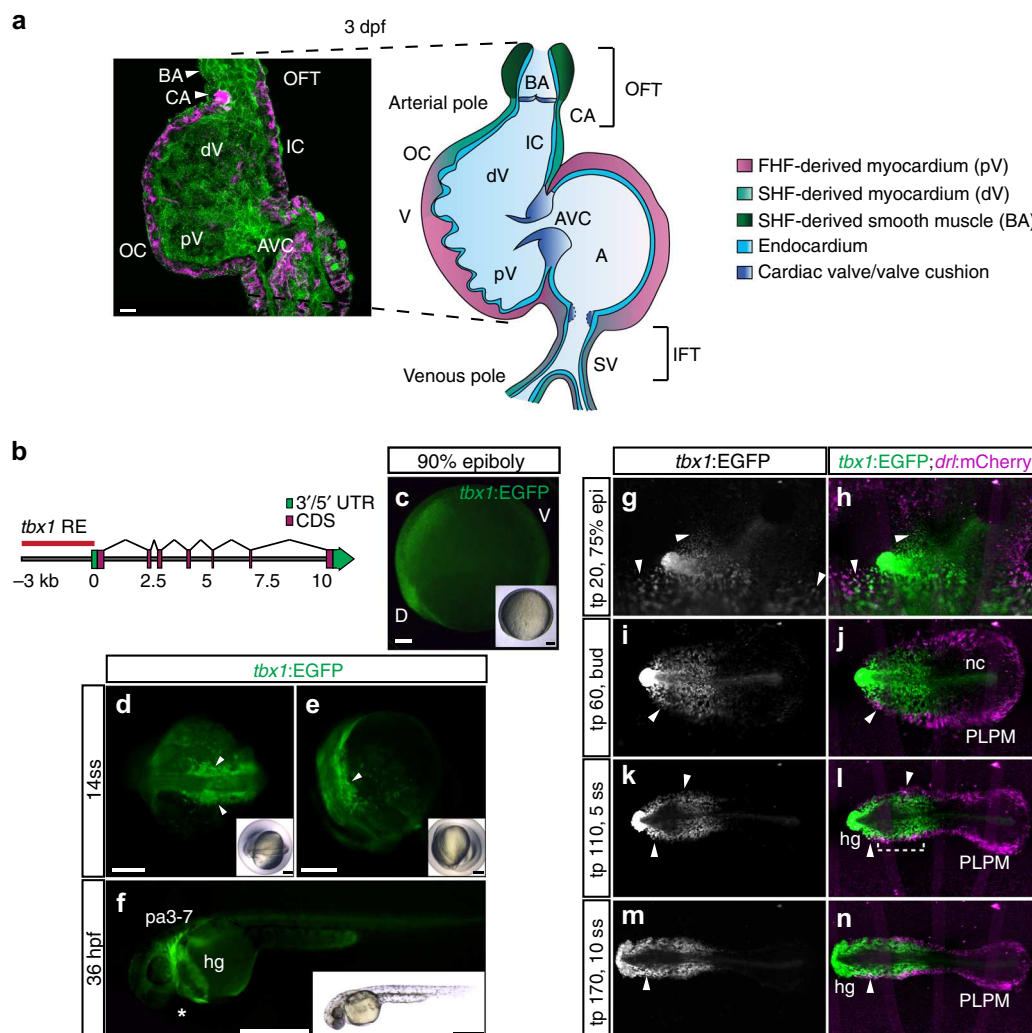 a
3 dpf
BA
CA
OFT
dV
IC
pV
OC
AVC
Arterial pole
BA
OFT
CA
IC
OC
dV
V
AVC
A
pV
SV
IFT
Venous pole
FHF-derived myocardium (pV)
SHF-derived myocardium (dV)
SHF-derived smooth muscle (BA)
Endocardium
Cardiac valve/valve cushion
b
tbx1 RE
3′/5′ UTR
CDS
–3 kb 0 2.5 5 7.5 10
90% epiboly
c
tbx1:EGFP
V
D
tbx1:EGFP
14ss
d
e
36 hpf
f
pa3-7
hg
*
tbx1:EGFP
tbx1:EGFP;drl:mCherry
tp 20, 75% epi
g
h
tp 60, bud
i
j
nc
PLPM
tp 110, 5 ss
k
l
hg
PLPM
tp 170, 10 ss
m
n
hg
PLPM